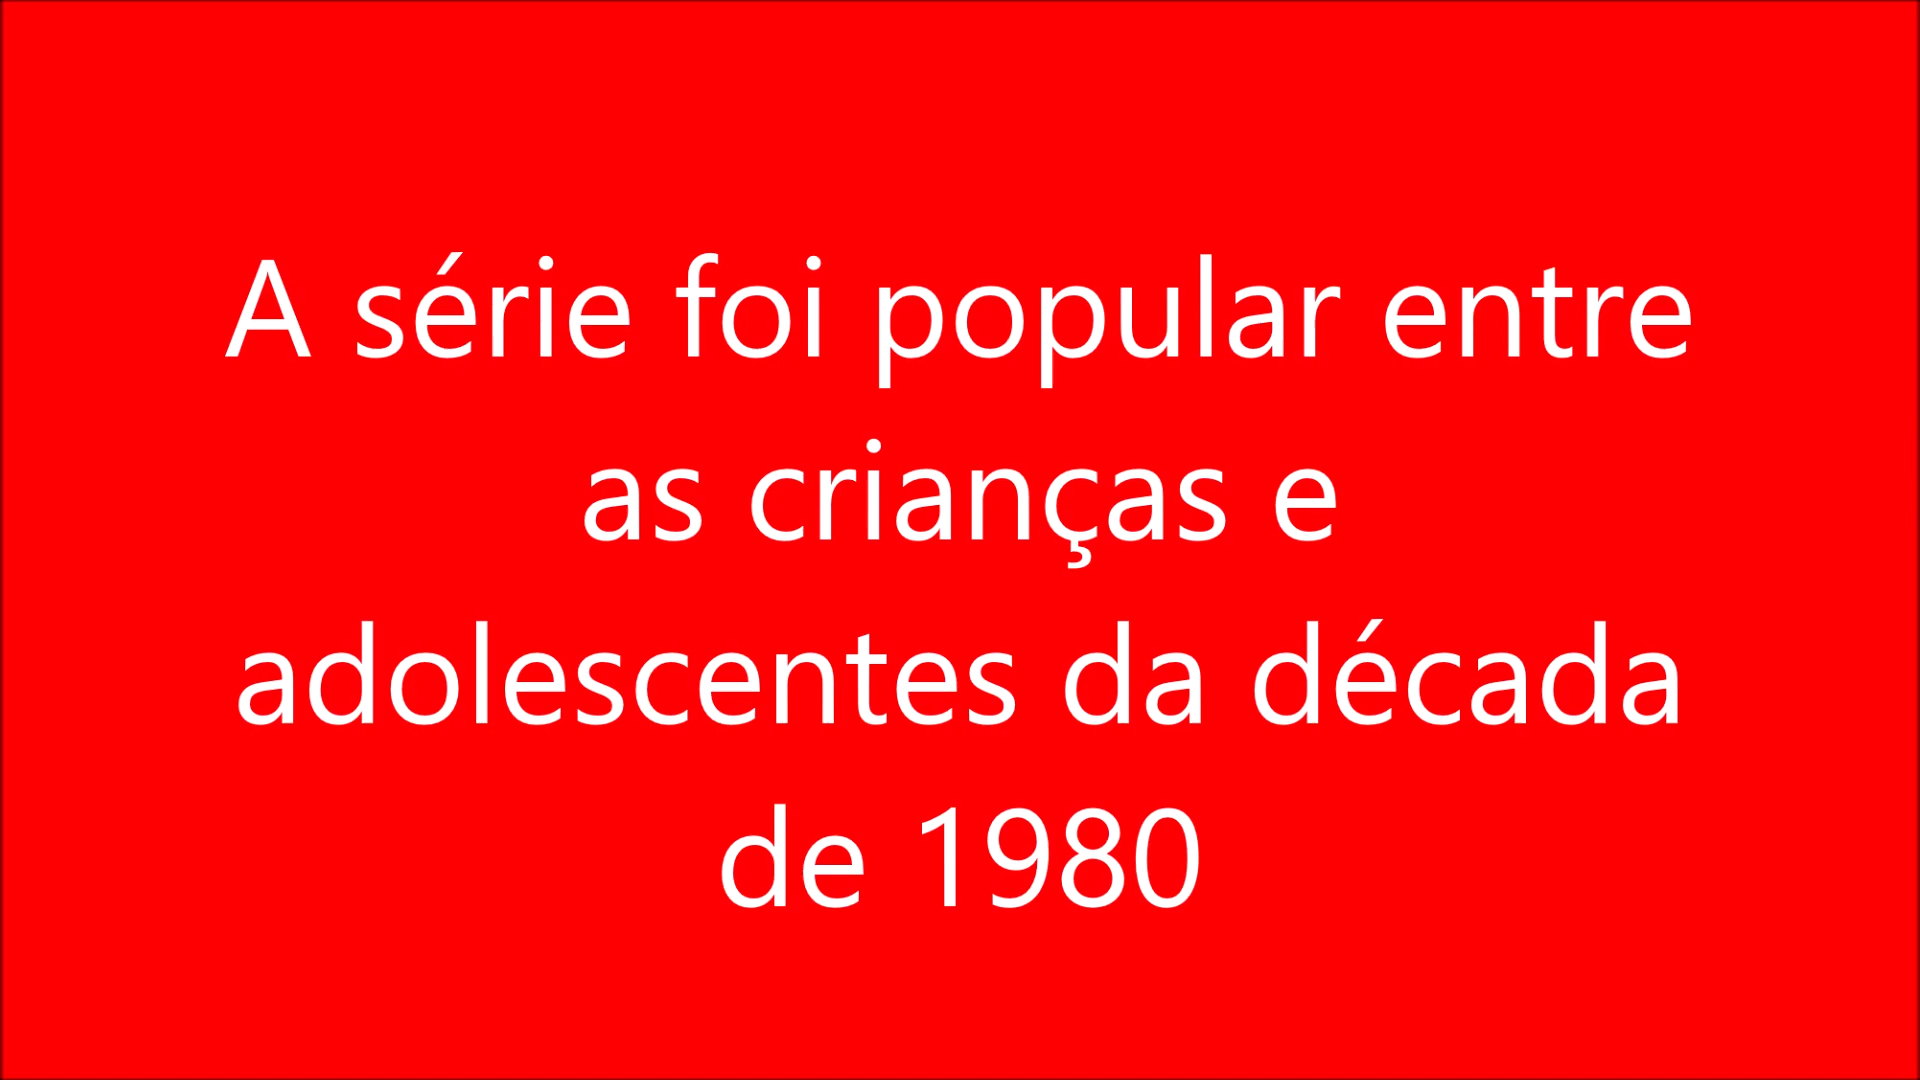 A série foi popular entre
as crianças e
adolescentes da década
de 1980